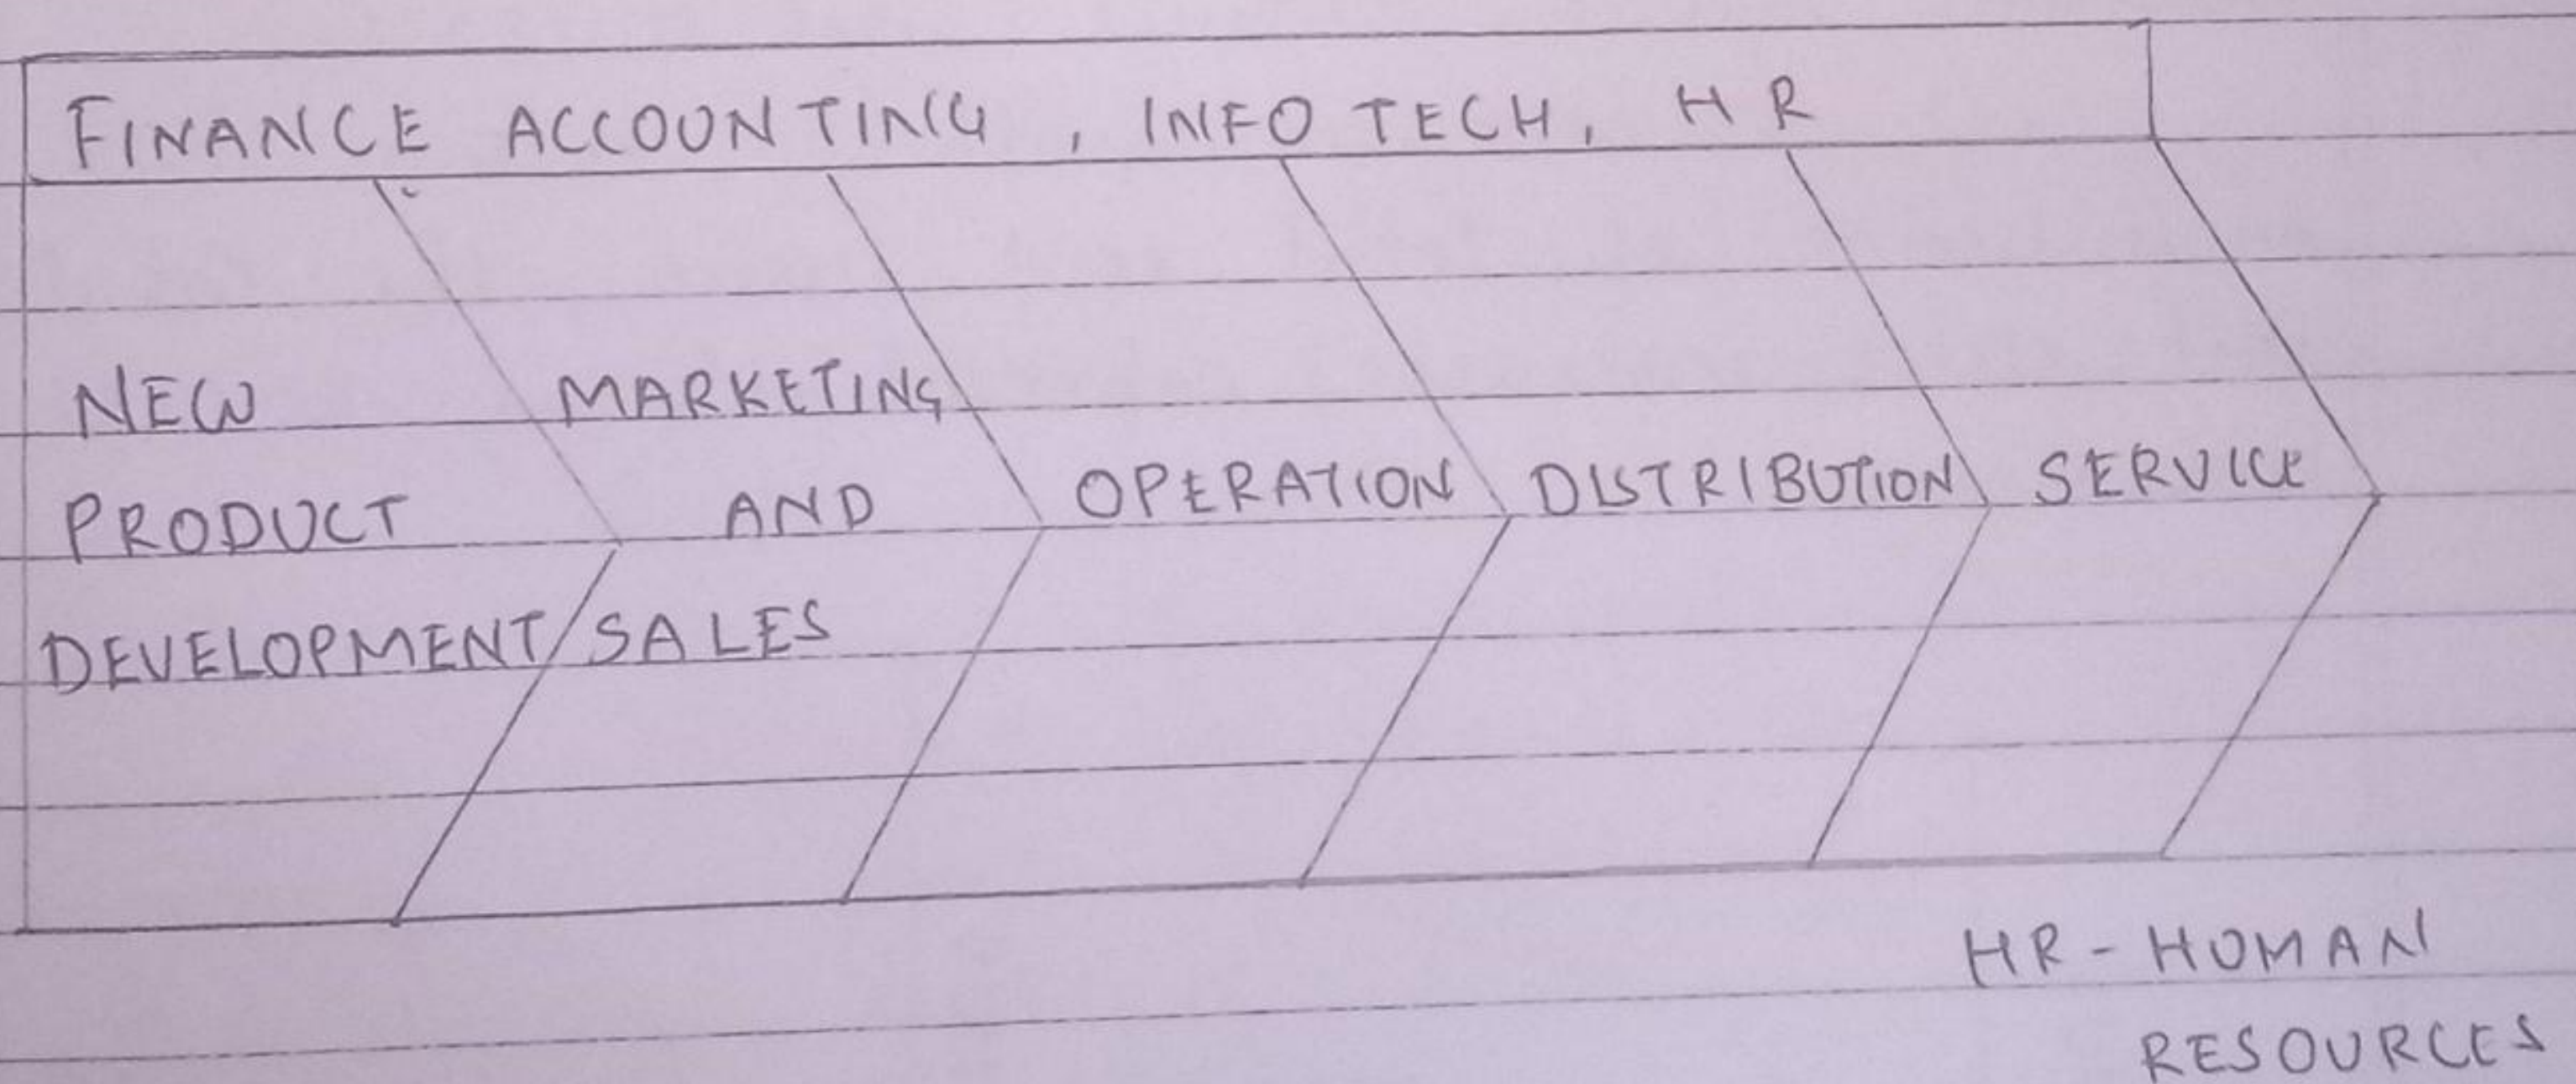 FINANCE ACCOUNTING, INFO TECH, HR
NEW
PRODUCT
DEVELOPMENT
MARKETING
AND
SALES
OPERATION
DISTRIBUTION
SERVICE
HR - HUMAN
RESOURCES